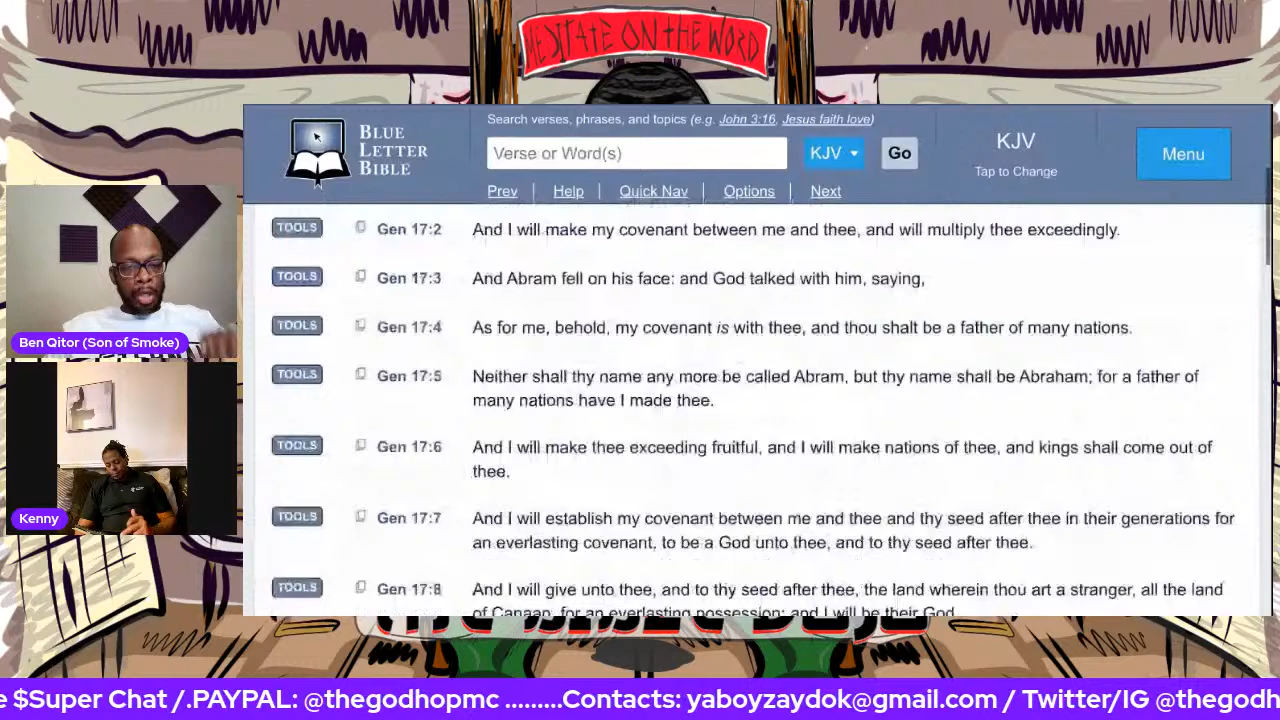 MEDITATE ON THE WORD
BLUE
LETTER
BIBLE
Search verses, phrases, and topics (e.g. John 3:16, Jesus faith love)
Verse or Word(s)
KJV
Go
KJV
Tap to Change
Menu
Prev | Help | Quick Nav | Options | Next
TOOLS Gen 17:2 And I will make my covenant between me and thee, and will multiply thee exceedingly.
TOOLS Gen 17:3 And Abram fell on his face: and God talked with him, saying,
TOOLS Gen 17:4 As for me, behold, my covenant is with thee, and thou shalt be a father of many nations.
TOOLS Gen 17:5 Neither shall thy name any more be called Abram, but thy name shall be Abraham; for a father of
many nations have I made thee.
TOOLS Gen 17:6 And I will make thee exceeding fruitful, and I will make nations of thee, and kings shall come out of
thee.
TOOLS Gen 17:7 And I will establish my covenant between me and thee and thy seed after thee in their generations for
an everlasting covenant, to be a God unto thee, and to thy seed after thee.
TOOLS Gen 17:8 And I will give unto thee, and to thy seed after thee, the land wherein thou art a stranger, all the land
of Canaan, for an everlasting possession; and I will be their God.
Ben Qitor (Son of Smoke)
Kenny
e $Super Chat /.PAYPAL: @thegodhopmc .........Contacts: yaboyzaydok@gmail.com / Twitter/IG @thegodh